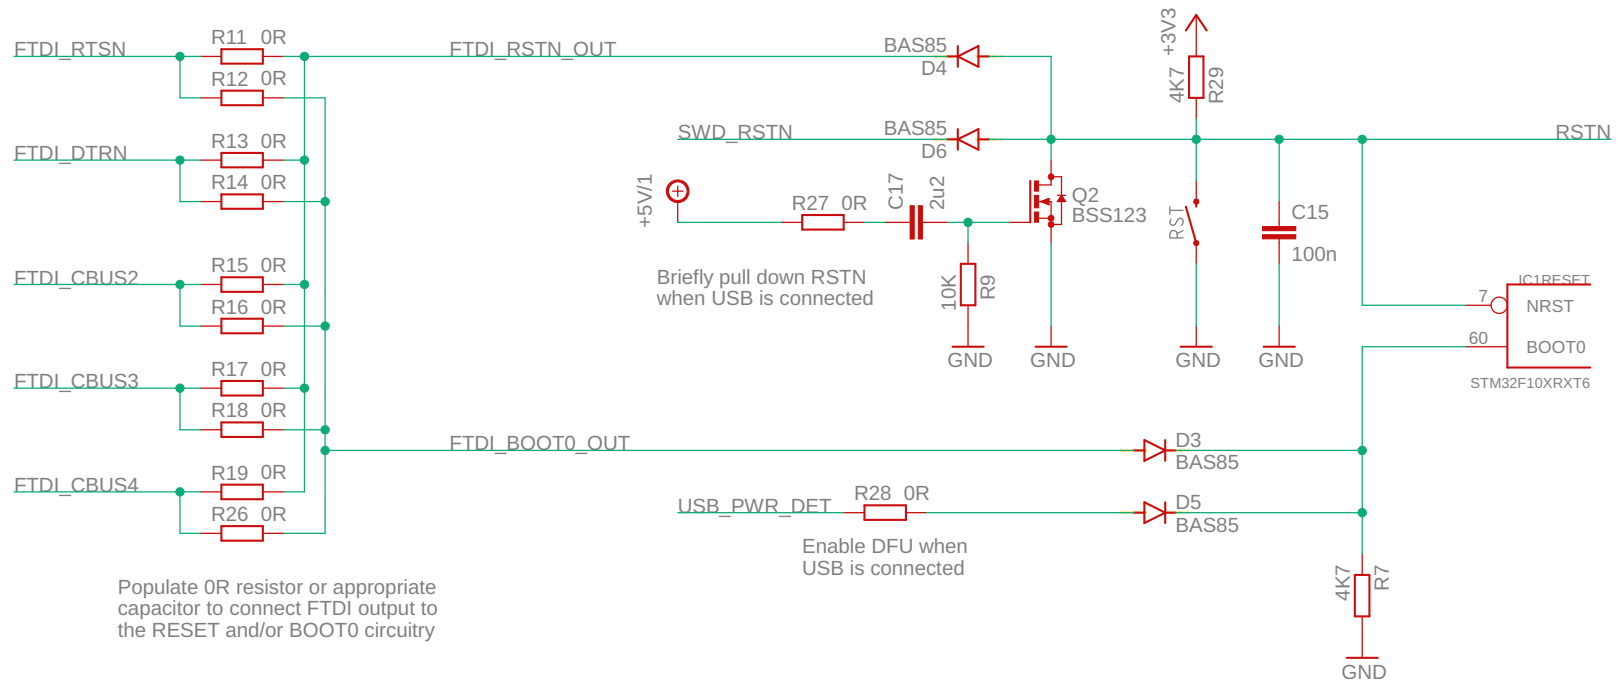 FTDI_RTSN
R11 0R
R12 0R
FTDI_RSTN_OUT
BAS85
D4
+3V3
4K7
R29
FTDI_DTRN
R13 0R
R14 0R
SWD_RSTN
BAS85
D6
RSTN
+5V/1
R27 0R
C17
2u2
Q2
BSS123
RST
C15
100n
Briefly pull down RSTN
when USB is connected
10K
R9
GND
GND
GND
GND
FTDI_CBUS2
R15 0R
R16 0R
IC1RESET
7
NRST
60
BOOT0
STM32F10XRXT6
FTDI_CBUS3
R17 0R
R18 0R
FTDI_BOOT0_OUT
D3
BAS85
FTDI_CBUS4
R19 0R
R26 0R
USB_PWR_DET
R28 0R
D5
BAS85
Enable DFU when
USB is connected
4K7
R7
GND
Populate 0R resistor or appropriate
capacitor to connect FTDI output to
the RESET and/or BOOT0 circuitry